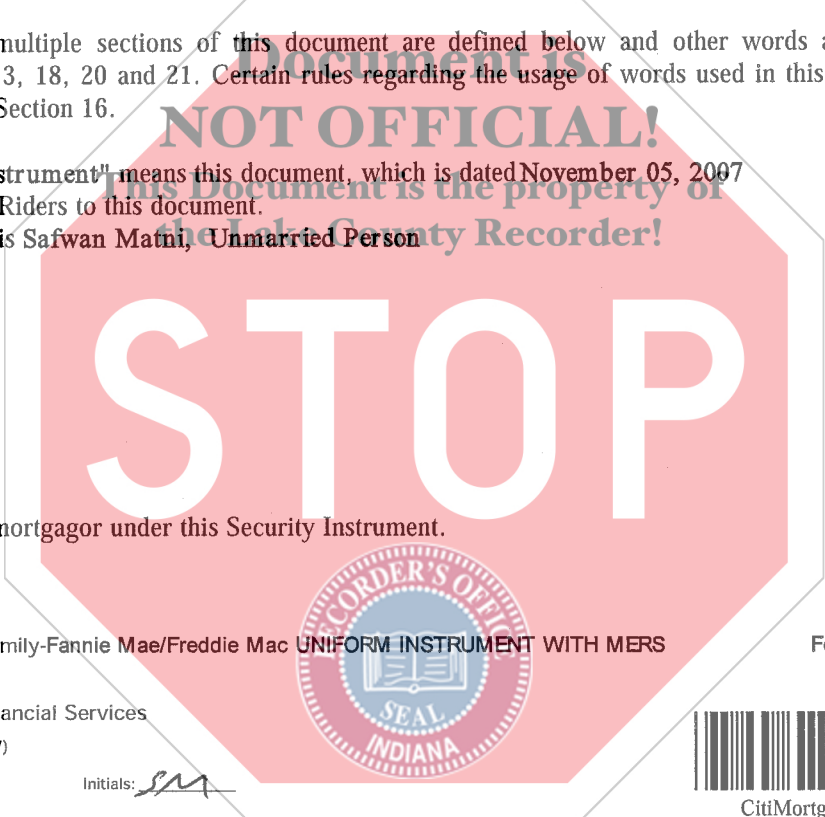 multiple sections of this document are defined below and other words a
3, 18, 20 and 21. Certain rules regarding the usage of words used in this
Section 16.
Document is
NOT OFFICIAL!
This Document is the property of
the Lake County Recorder!
strument" means this document, which is dated November 05, 2007
Riders to this document.
is Safwan Matni, Unmarried Person
STOP
mortgagor under this Security Instrument.
RECORDER'S OFFICE
SEAL
INDIANA
mily-Fannie Mae/Freddie Mac UNIFORM INSTRUMENT WITH MERS
ancial Services
Initials: SM
CitiMortg